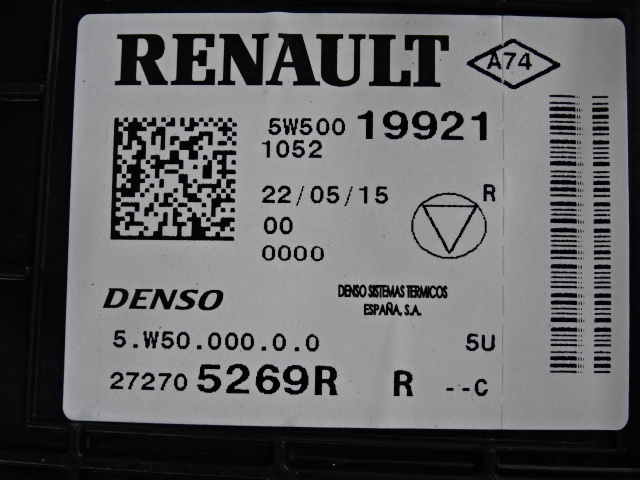 RENAULT A74
5W500 19921
1052
22/05/15 R
00
0000
DENSO
DENSO SISTEMAS TERMICOS
ESPAÑA, S.A.
5.W50.000.0.0 5U
27270 5269R R --C